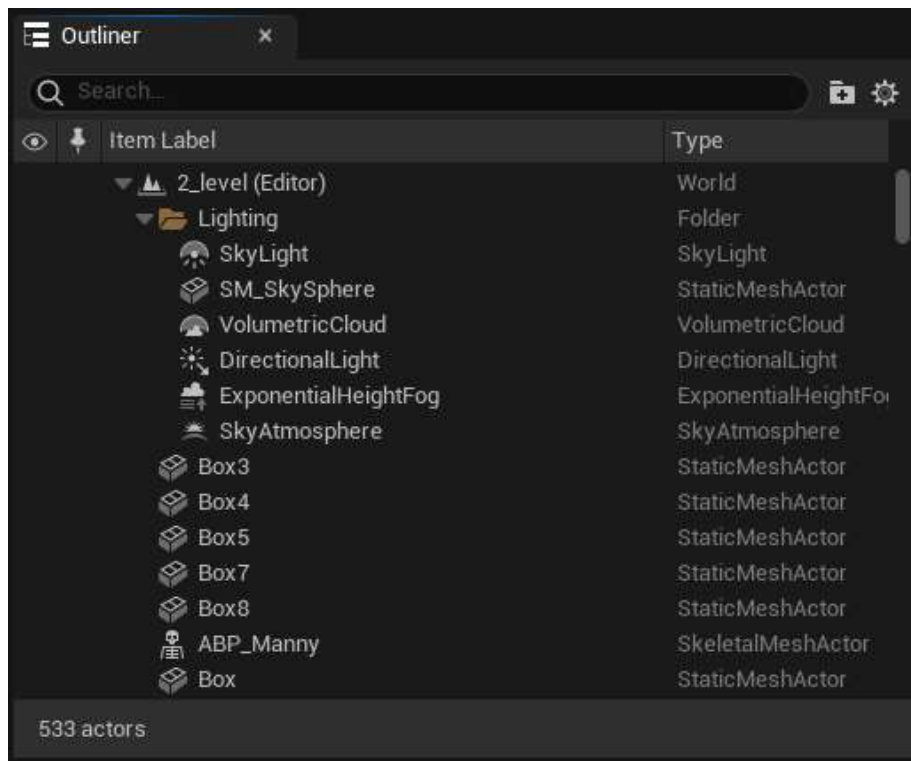 Outliner
Search...
Item Label Type
2_level (Editor) World
Lighting Folder
SkyLight SkyLight
SM_SkySphere StaticMeshActor
VolumetricCloud VolumetricCloud
DirectionalLight DirectionalLight
ExponentialHeightFog ExponentialHeightFo
SkyAtmosphere SkyAtmosphere
Box3 StaticMeshActor
Box4 StaticMeshActor
Box5 StaticMeshActor
Box7 StaticMeshActor
Box8 StaticMeshActor
ABP_Manny SkeletalMeshActor
Box StaticMeshActor
533 actors